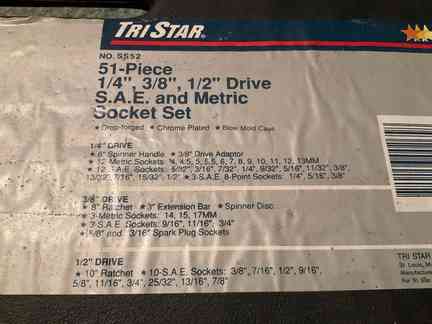 TRISTAR®
NO. SS52
51-Piece
1/4", 3/8", 1/2" Drive
S.A.E. and Metric
Socket Set
★ Drop-forged ★ Chrome Plated ★ Blow Mold Case
1/4" DRIVE
★ 6" Spinner Handle ★ 3/8" Drive Adaptor
★ 12 Metric Sockets: 4, 4.5, 5, 5.5, 6, 7, 8, 9, 10, 11, 12, 13MM
★ 12 S.A.E. Sockets: 5/32", 3/16", 7/32", 1/4", 9/32", 5/16", 11/32", 3/8",
13/32", 7/16", 15/32", 1/2" ★ 3-S.A.E. 8-Point Sockets: 1/4", 5/16", 3/8"
3/8" DRIVE
★ 8" Ratchet ★ 3" Extension Bar ★ Spinner Disc
★ 3-Metric Sockets: 14, 15, 17MM
★ 3-S.A.E. Sockets: 9/16", 11/16", 3/4"
★ 5/8" and 13/16" Spark Plug Sockets
1/2" DRIVE
★ 10" Ratchet ★ 10-S.A.E. Sockets: 3/8", 7/16", 1/2", 9/16",
5/8", 11/16", 3/4", 25/32", 13/16", 7/8"
TRI STAR
St. Louis, M
Manufactur